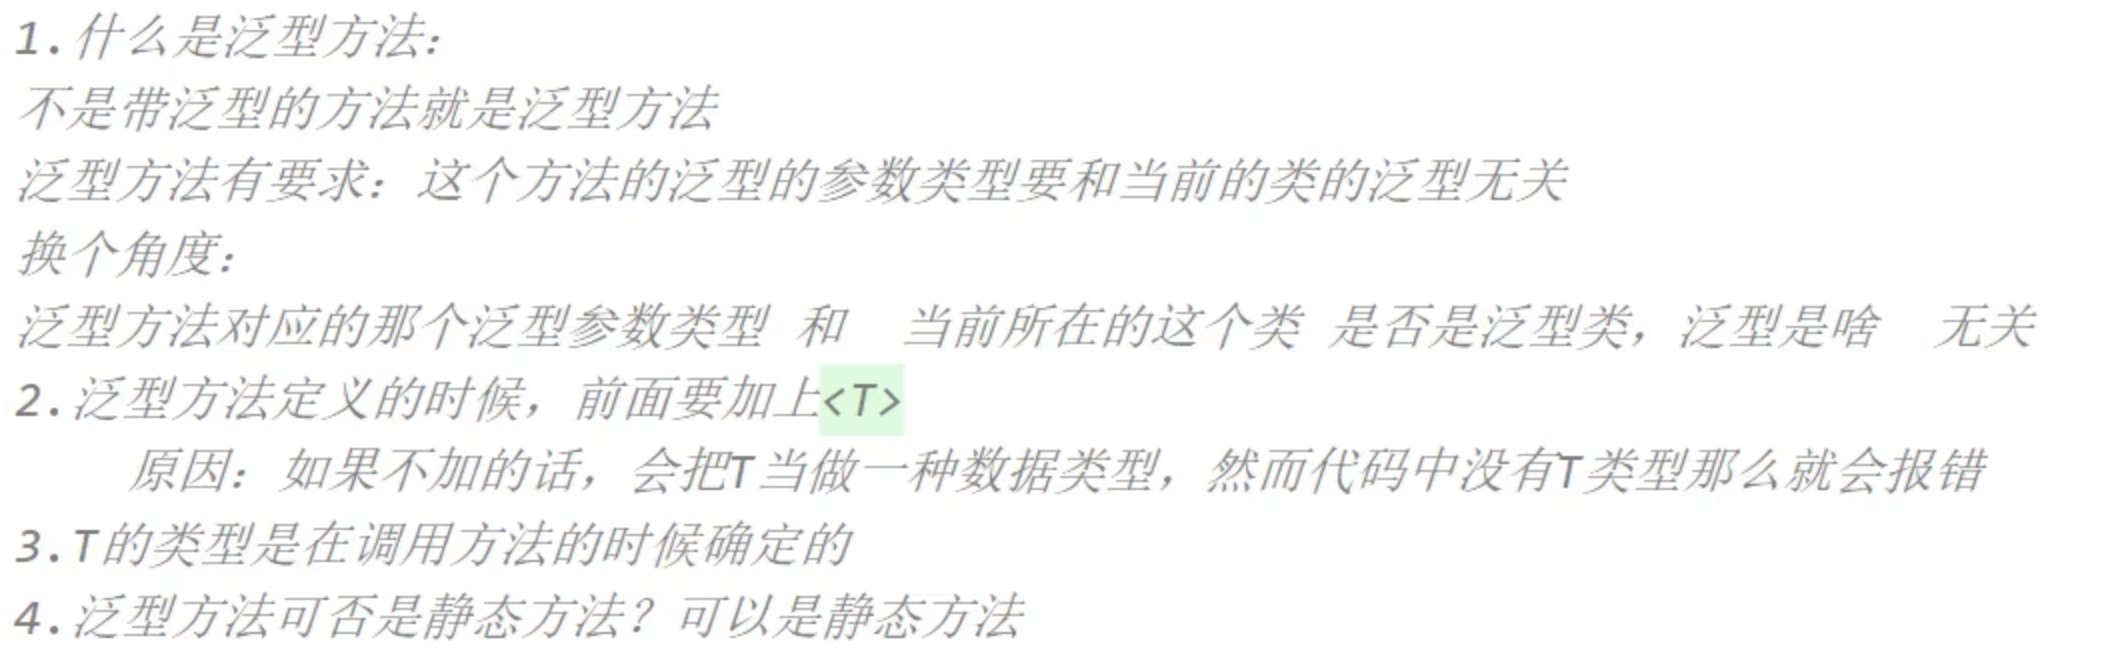 1.什么是泛型方法:
不是带泛型的方法就是泛型方法
泛型方法有要求：这个方法的泛型的参数类型要和当前的类的泛型无关
换个角度：
泛型方法对应的那个泛型参数类型 和  当前所在的这个类 是否是泛型类，泛型是啥  无关
2.泛型方法定义的时候，前面要加上<T>
原因：如果不加的话，会把T当做一种数据类型，然而代码中没有T类型那么就会报错
3.T的类型是在调用方法的时候确定的
4.泛型方法可否是静态方法？可以是静态方法